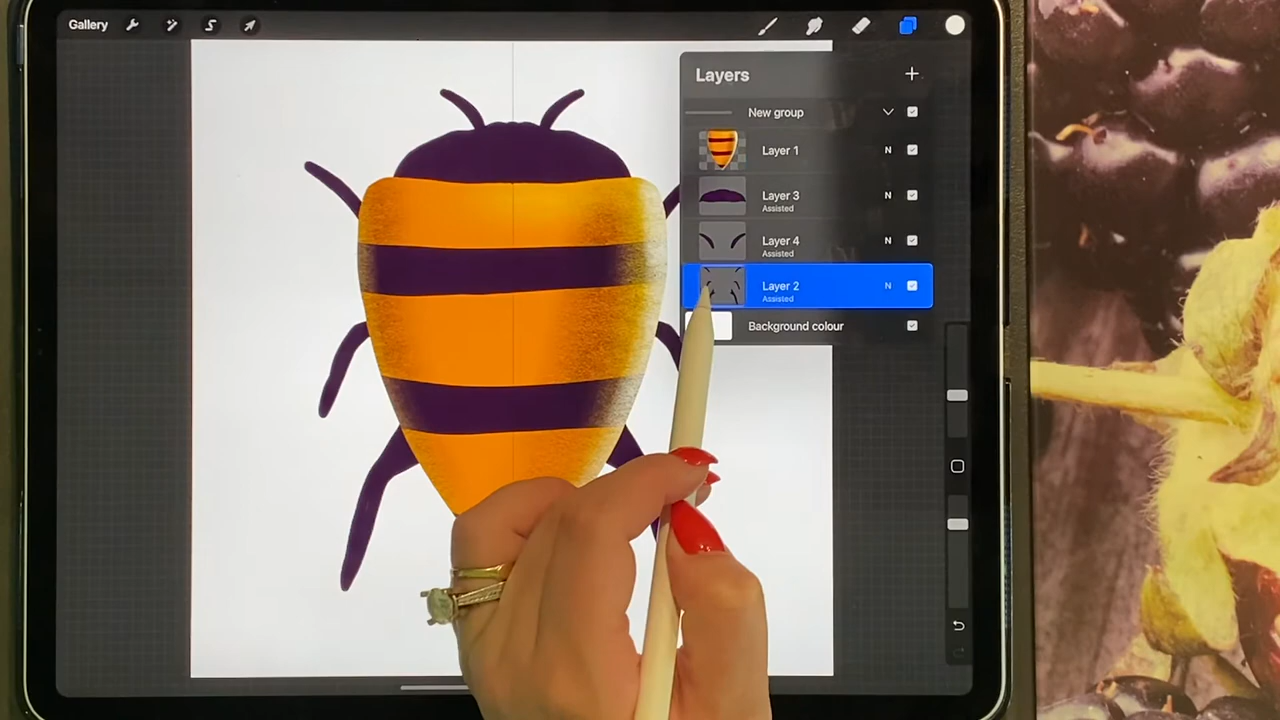 Gallery
Layers
New group
Layer 1
N
Layer 3
Assisted
N
Layer 4
Assisted
N
Layer 2
Assisted
N
Background colour